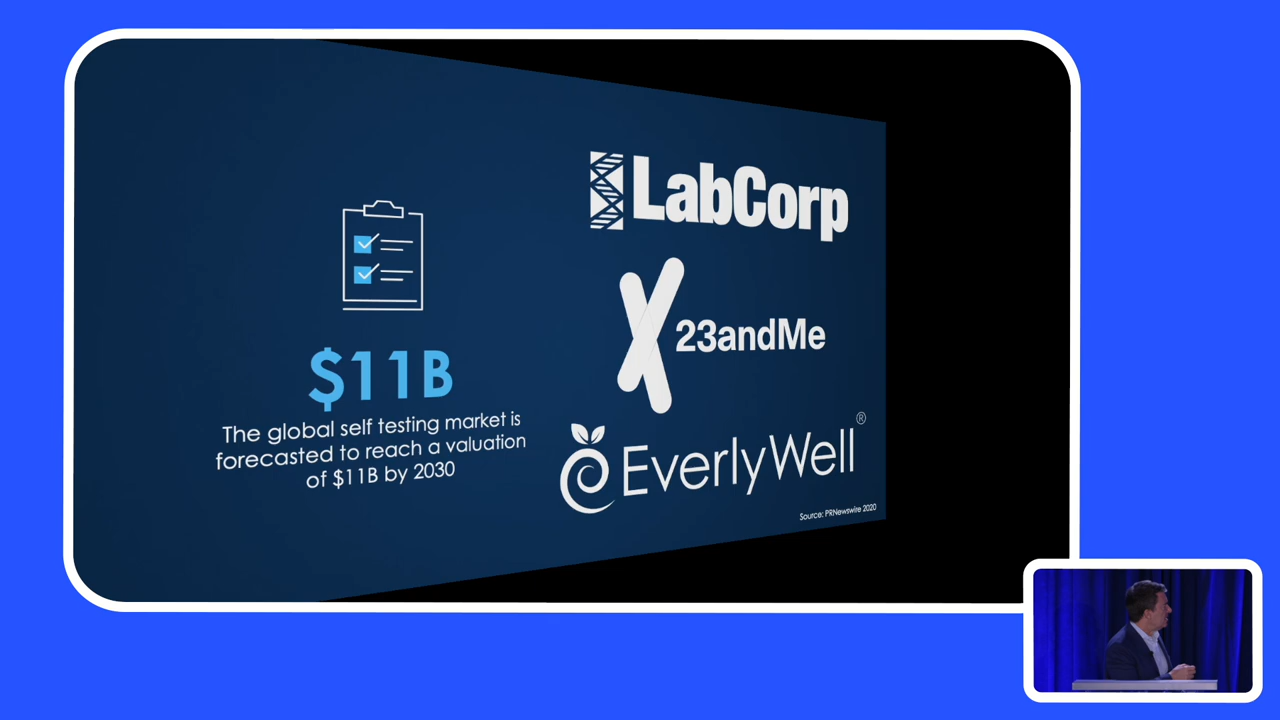 $11B
The global self testing market is
forecasted to reach a valuation
of $11B by 2030
LabCorp
23andMe
EverlyWell®
Source: PRNewswire 2020